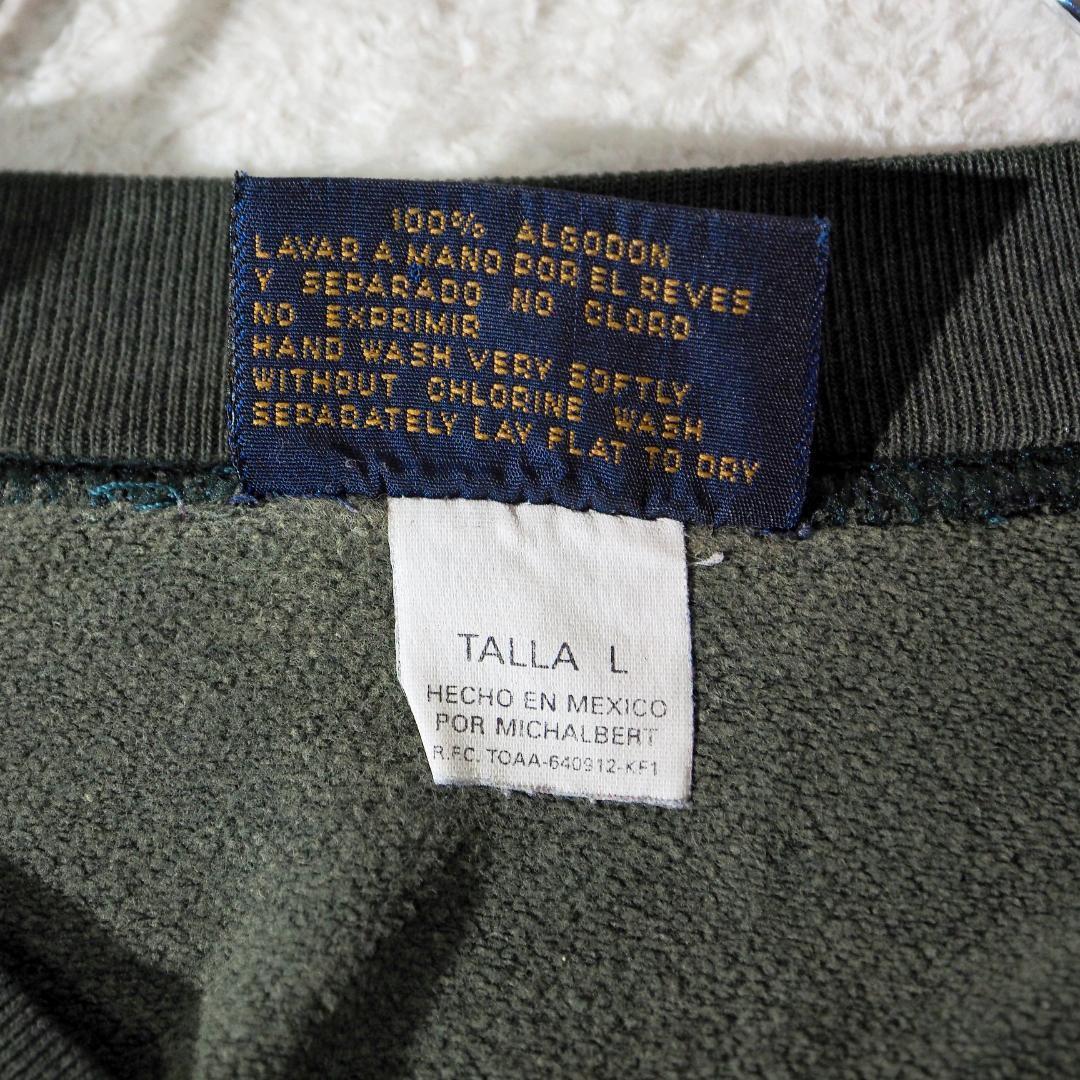 100% ALGODON
LAVAR A MANO POR EL REVES
Y SEPARADO NO CLORO
NO EXPRIMIR
HAND WASH VERY SOFTLY
WITHOUT CHLORINE WASH
SEPARATELY LAY FLAT TO DRY
TALLA L
HECHO EN MEXICO
POR MICHALBERT
R.F.C. TOAA-640912-KF1